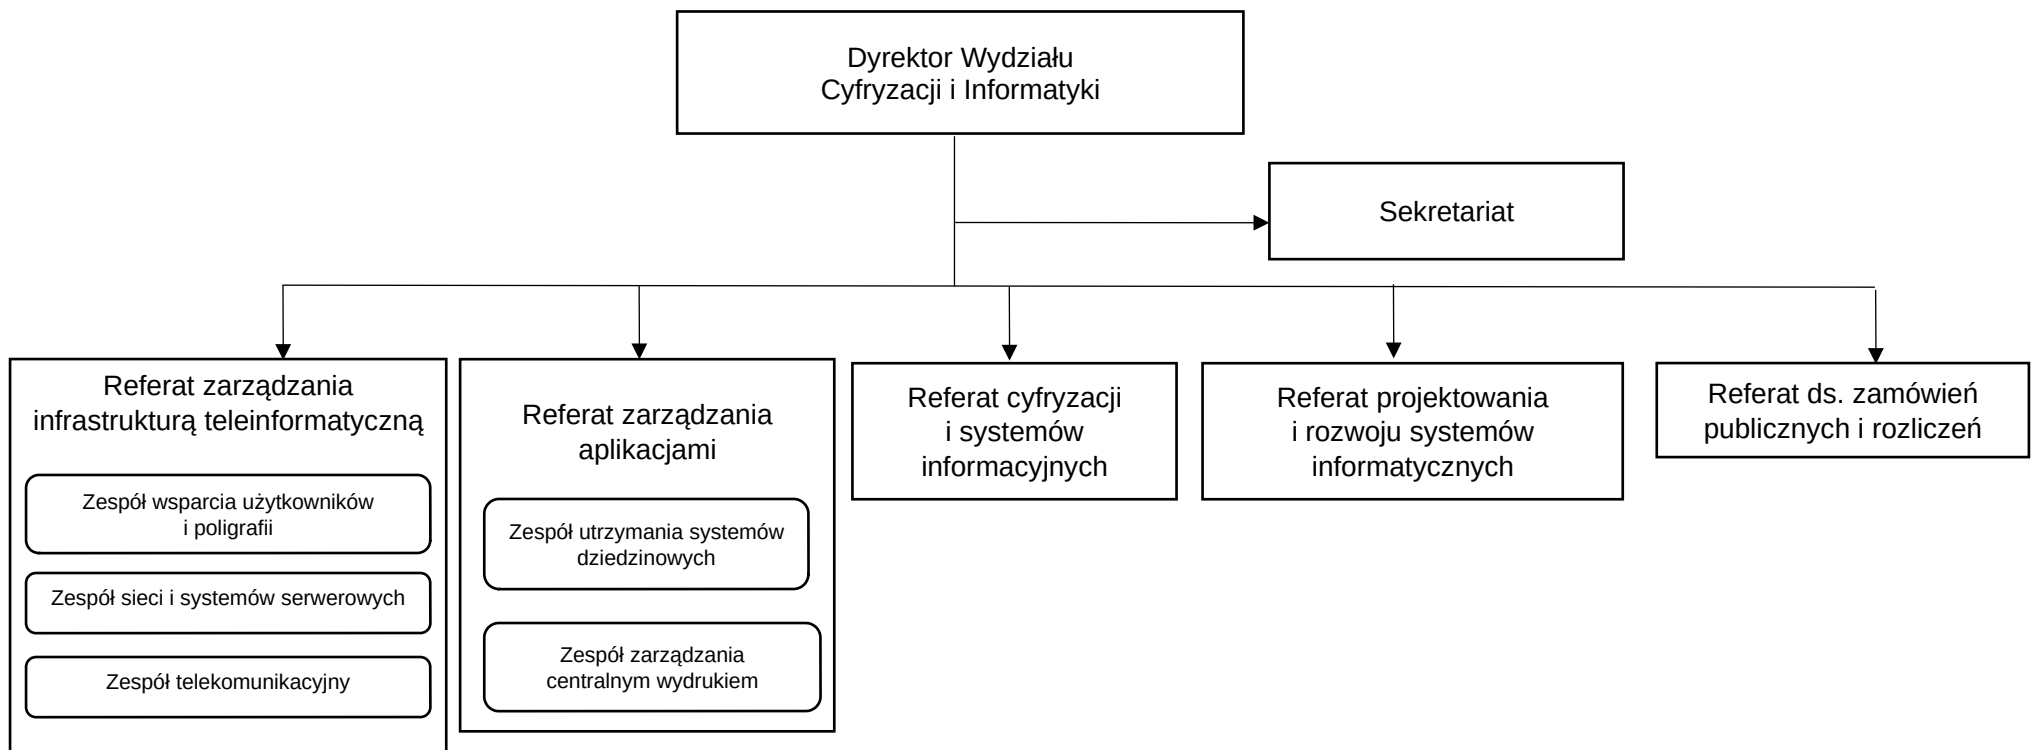 Dyrektor Wydziału
Cyfryzacji i Informatyki
Sekretariat
Referat zarządzania
infrastrukturą teleinformatyczną
Zespół wsparcia użytkowników
i poligrafii
Zespół sieci i systemów serwerowych
Zespół telekomunikacyjny
Referat zarządzania
aplikacjami
Zespół utrzymania systemów
dziedzinowych
Zespół zarządzania
centralnym wydrukiem
Referat cyfryzacji
i systemów
informacyjnych
Referat projektowania
i rozwoju systemów
informatycznych
Referat ds. zamówień
publicznych i rozliczeń